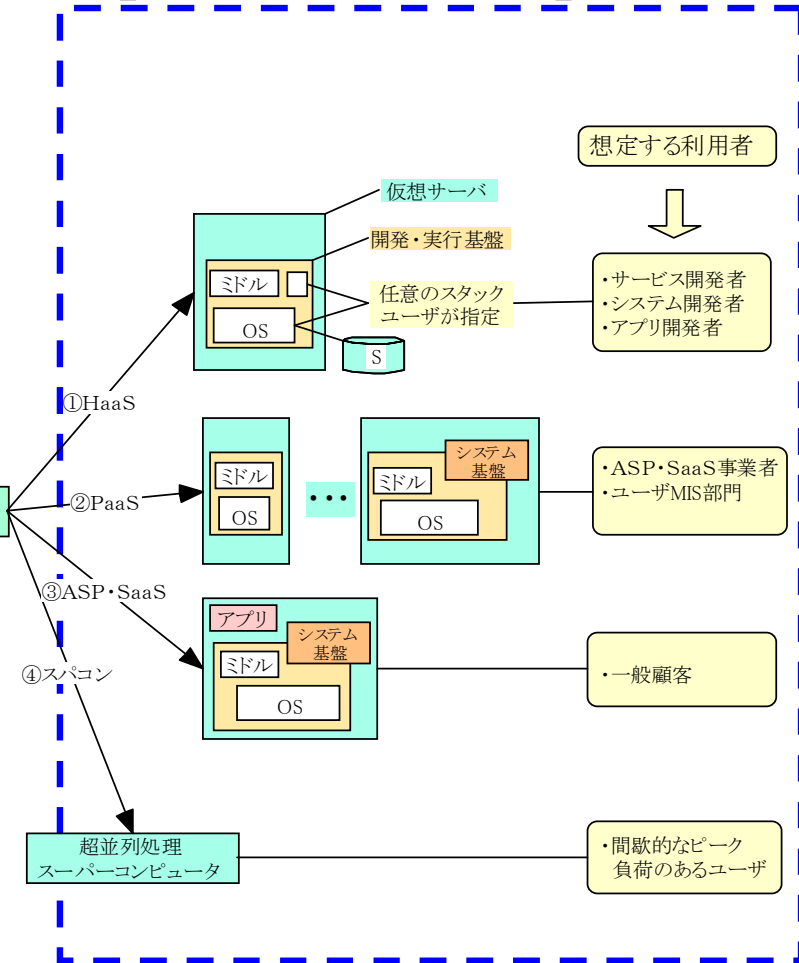 想定する利用者
仮想サーバ
開発・実行基盤
ミドル
OS
任意のスタック
ユーザが指定
S
・サービス開発者
・システム開発者
・アプリ開発者
①HaaS
②PaaS
ミドル
OS
・・・
システム
基盤
ミドル
OS
・ASP・SaaS事業者
・ユーザMIS部門
③ASP・SaaS
アプリ
システム
基盤
ミドル
OS
・一般顧客
④スパコン
超並列処理
スーパーコンピュータ
・間歇的なピーク
負荷のあるユーザ